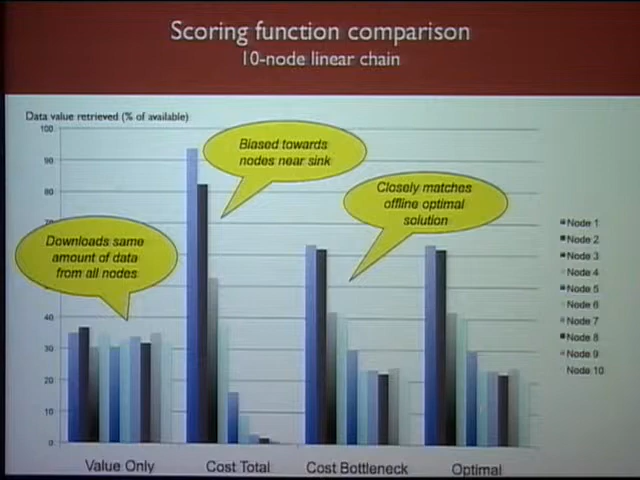 Scoring function comparison
10-node linear chain
Data value retrieved (% of available)
100
90
80
40
30
20
10
0
Biased towards
nodes near sink
Closely matches
offline optimal
solution
Downloads same
amount of data
from all nodes
Node 1
Node 2
Node 3
Node 4
Node 5
Node 6
Node 7
Node 8
Node 9
Node 10
Value Only
Cost Total
Cost Bottleneck
Optimal